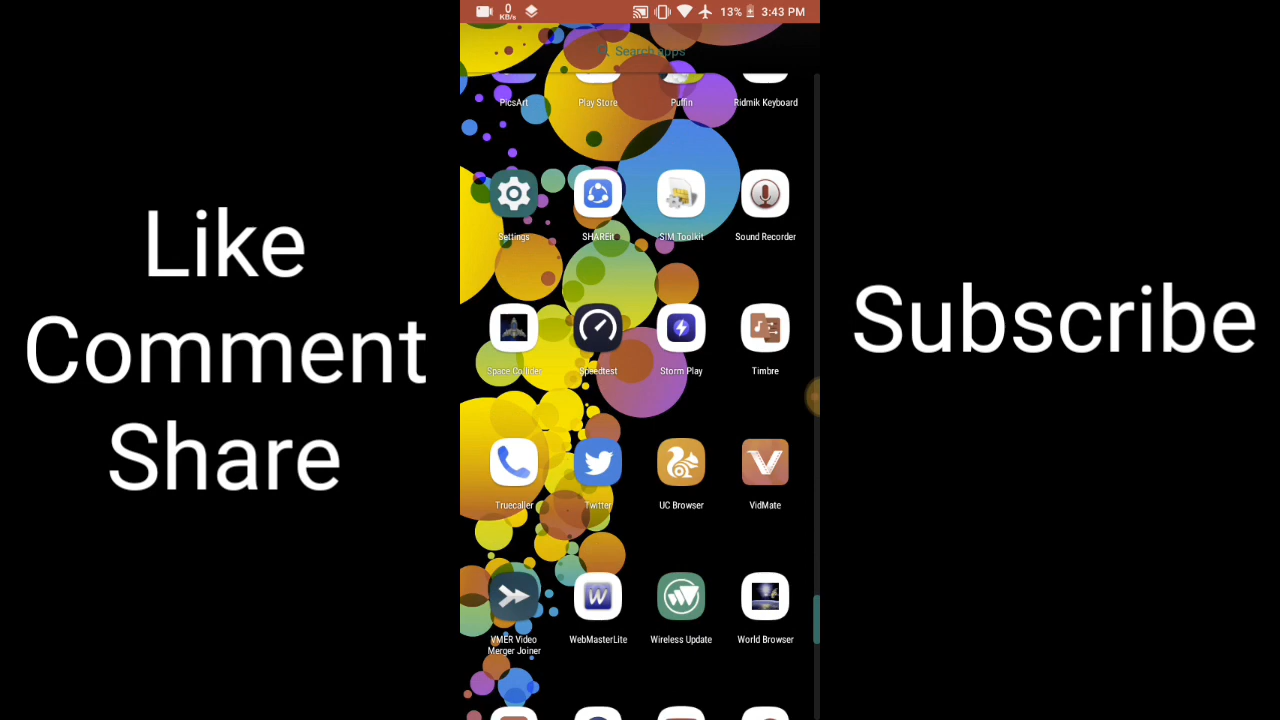 Like
Comment
Share
0
KB/s
13%
3:43 PM
Search apps
PicsArt
Play Store
Puffin
Ridmik Keyboard
Settings
SHAREit
SIM Toolkit
Sound Recorder
Space Collides
Speedtest
Storm Play
Timbre
Truecaller
Twitter
UC Browser
VidMate
VMER Video
Merger Joiner
WebMasterLite
Wireless Update
World Browser
Subscribe